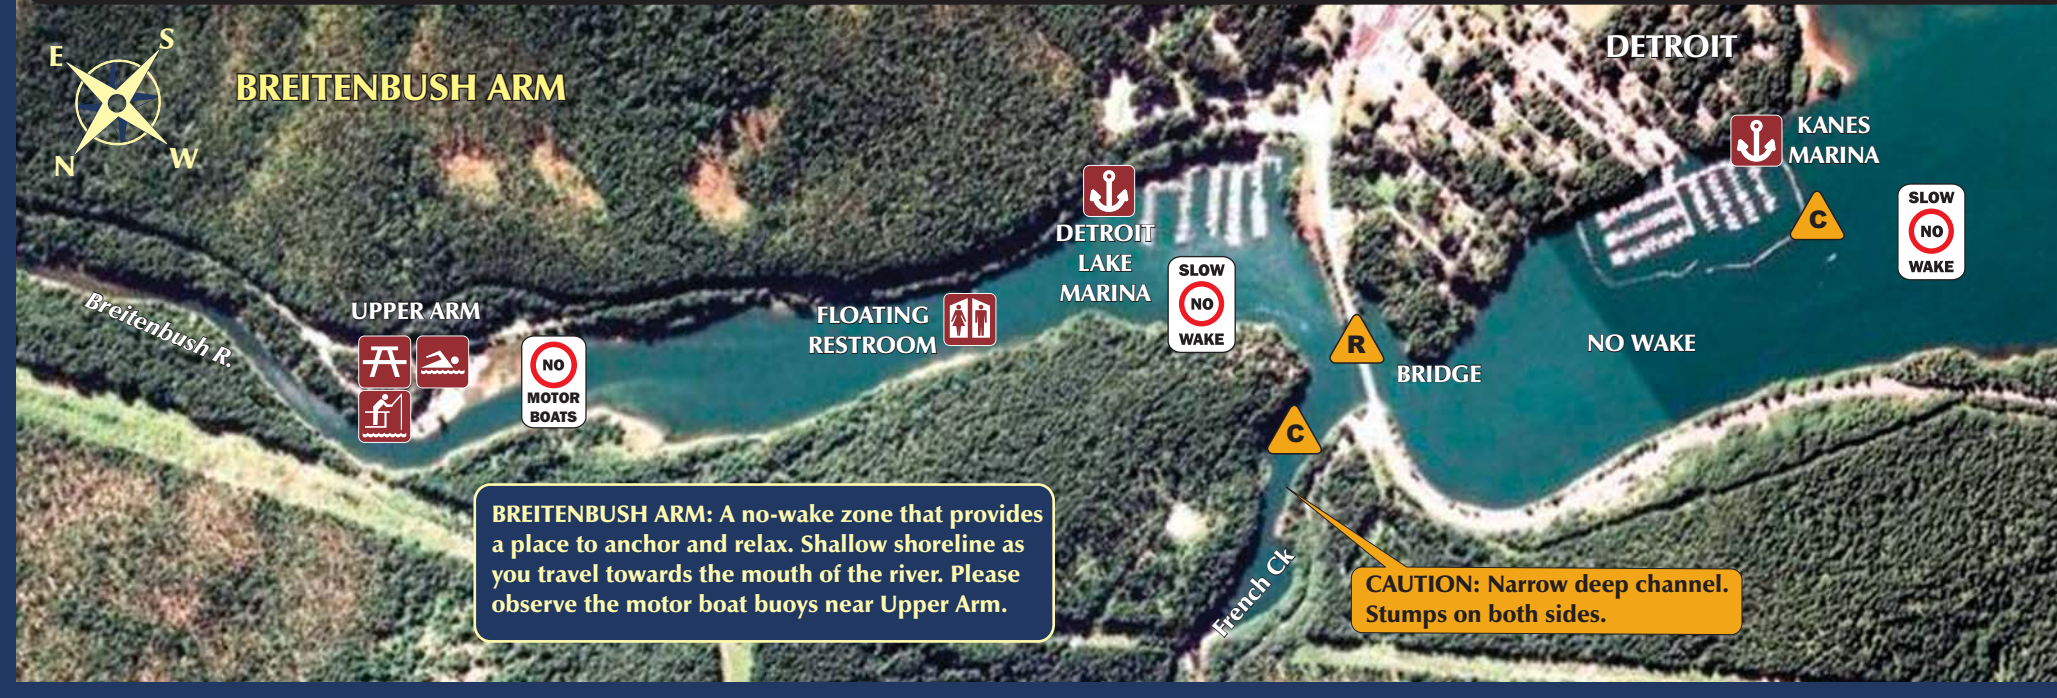 E
S
N
W
BREITENBUSH ARM
DETROIT
KANES
MARINA
C
SLOW
NO
WAKE
DETROIT
LAKE
MARINA
SLOW
NO
WAKE
Breitenbush R.
UPPER ARM
NO
MOTOR
BOATS
FLOATING
RESTROOM
R
BRIDGE
NO WAKE
C
French Ck
BREITENBUSH ARM: A no-wake zone that provides
a place to anchor and relax. Shallow shoreline as
you travel towards the mouth of the river. Please
observe the motor boat buoys near Upper Arm.
CAUTION: Narrow deep channel.
Stumps on both sides.